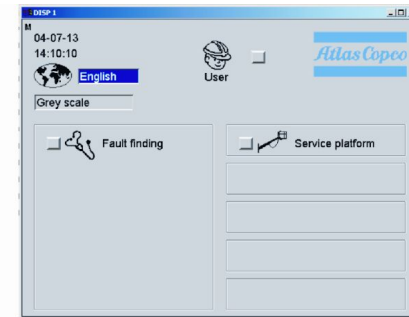 DISP 1
M
04-07-13
14:10:10
English
User
Atlas Copco
Grey scale
Fault finding
Service platform